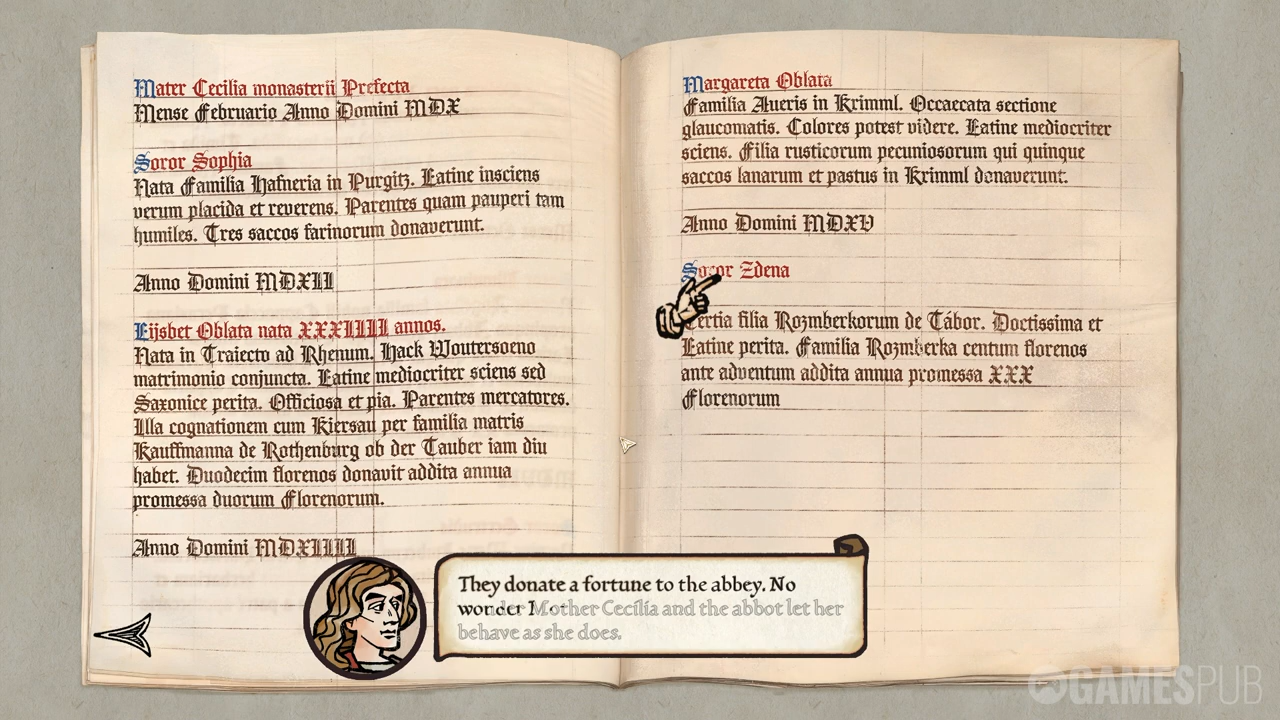 Mater Cecilia monasterii Prefecta
Mense Februario Anno Domini MDX
Soror Sophia
Nata Familia Hafneria in Purgitz. Latine insciens
verum placida et reverens. Parentes quam pauperi tam
humiles. Tres saccos farinorum donaverunt.
Anno Domini MDXII
Lijsbet Oblata nata XXXIIII annos.
Nata in Traiecto ad Rhenum. Hack Woutersoeno
matrimonio conjuncta. Latine mediocriter sciens sed
Saxonice perita. Officiosa et pia. Parentes mercatores.
Illa cognationem cum Kiersau per familia matris
Kauffmanna de Rothenburg ob der Tauber iam diu
habet. Duodecim florenos donavit addita annua
promessa duorum Florenorum.
Anno Domini MDXIIII
Margareta Oblata
Familia Aueris in Krimml. Occaecata sectione
glaucomatis. Colores potest videre. Latine mediocriter
sciens. Filia rusticorum pecuniosorum qui quinque
saccos lanarum et pastus in Krimml donaverunt.
Anno Domini MDXV
Soror Zdena
Tertia filia Rozmberkorum de Tábor. Doctissima et
Latine perita. Familia Rozmberka centum florenos
ante adventum addita annua promessa XXX
Florenorum
They donate a fortune to the abbey. No
wonder Mother Cecilia and the abbot let her
behave as she does.
GAMESPUB